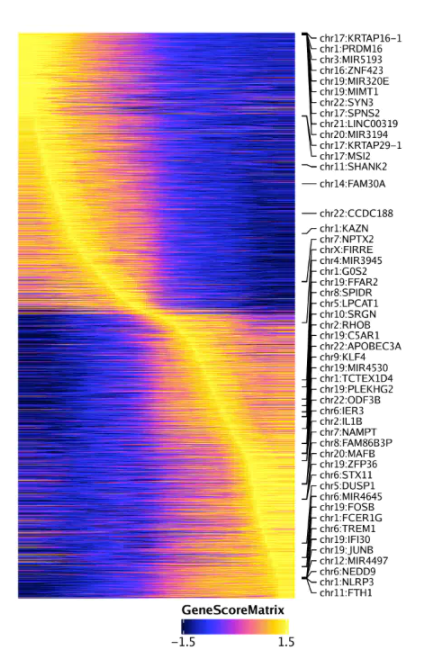 chr17:KRTAP16-1
chr1:PRDM16
chr3:MIR5193
chr16:ZNF423
chr19:MIR320E
chr19:MIMT1
chr22:SYN3
chr17:SPNS2
chr21:LINC00319
chr20:MIR3194
chr17:KRTAP29-1
chr17:MSI2
chr11:SHANK2
chr14:FAM30A
chr22:CCDC188
chr1:KAZN
chr7:NPTX2
chrX:FIRRE
chr4:MIR3945
chr1:G0S2
chr19:FFAR2
chr8:SPIDR
chr5:LPCAT1
chr10:SRGN
chr2:RHOB
chr19:C5AR1
chr22:APOBEC3A
chr9:KLF4
chr19:MIR4530
chr1:TCTEX1D4
chr19:PLEKHG2
chr22:ODF3B
chr6:IER3
chr2:IL1B
chr7:NAMPT
chr8:FAM86B3P
chr20:MAFB
chr19:ZFP36
chr6:STX11
chr5:DUSP1
chr6:MIR4645
chr19:FOSB
chr1:FCER1G
chr6:TREM1
chr19:IFI30
chr19:JUNB
chr12:MIR4497
chr6:NEDD9
chr1:NLRP3
chr11:FTH1
GeneScoreMatrix
-1.5 1.5